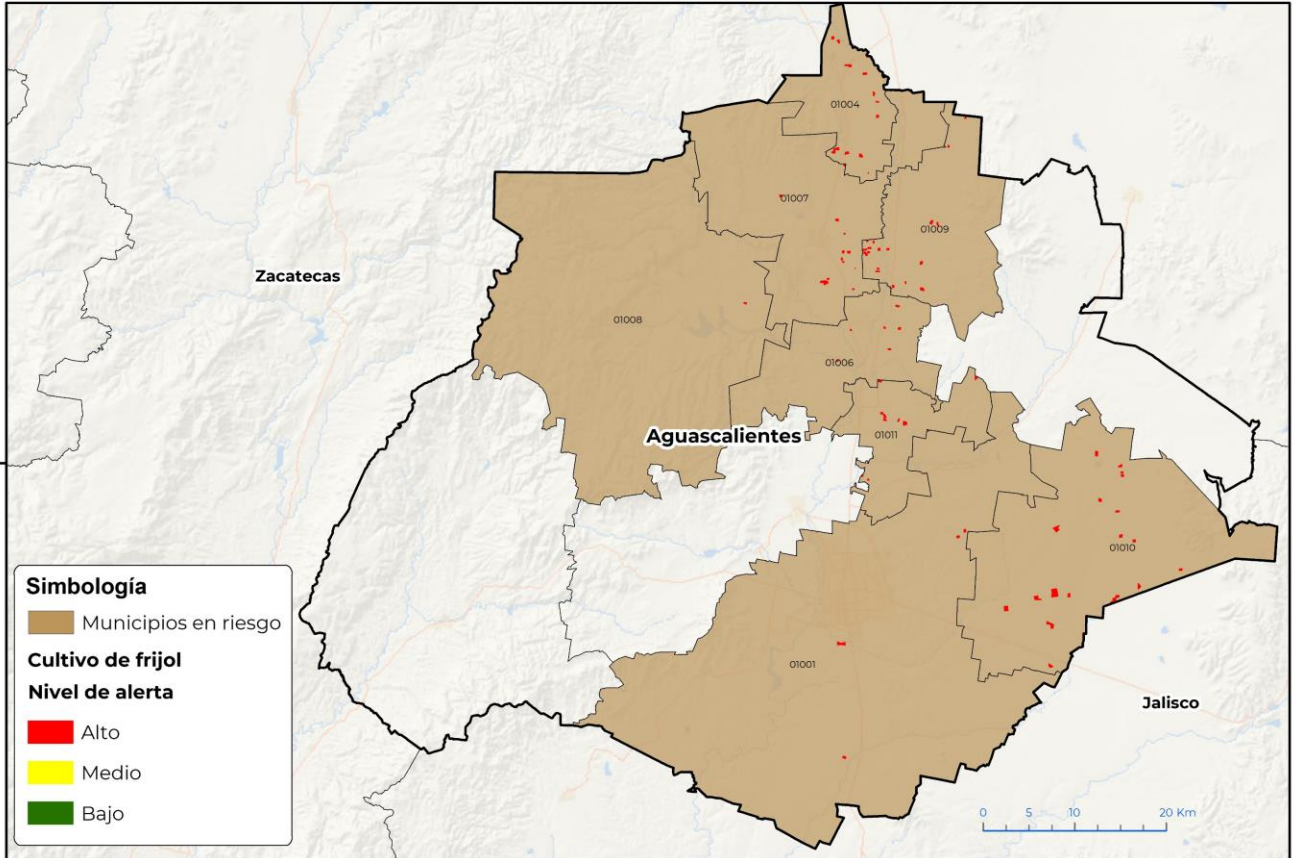 01004
01007
01009
Zacatecas
01008
01006
Aguascalientes
01011
01010
01001
Jalisco
Simbología
Municipios en riesgo
Cultivo de frijol
Nivel de alerta
Alto
Medio
Bajo
0 5 10 20 Km